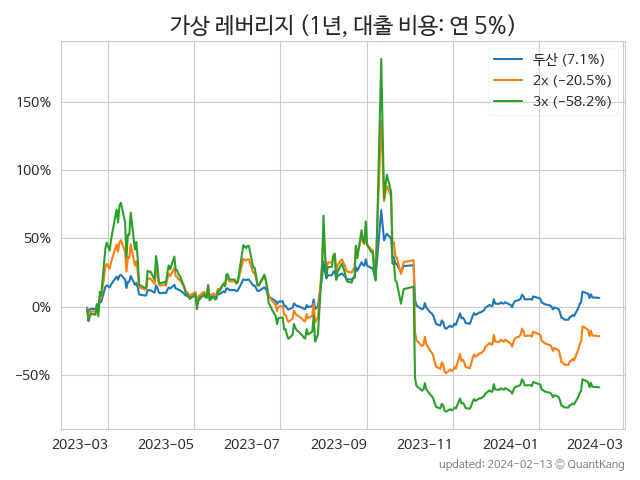 가상 레버리지 (1년, 대출 비용: 연 5%)
두산 (7.1%)
2x (−20.5%)
3x (−58.2%)
150%
100%
50%
0%
−50%
2023-03 2023-05 2023-07 2023-09 2023-11 2024-01 2024-03
updated: 2024-02-13 © QuantKang